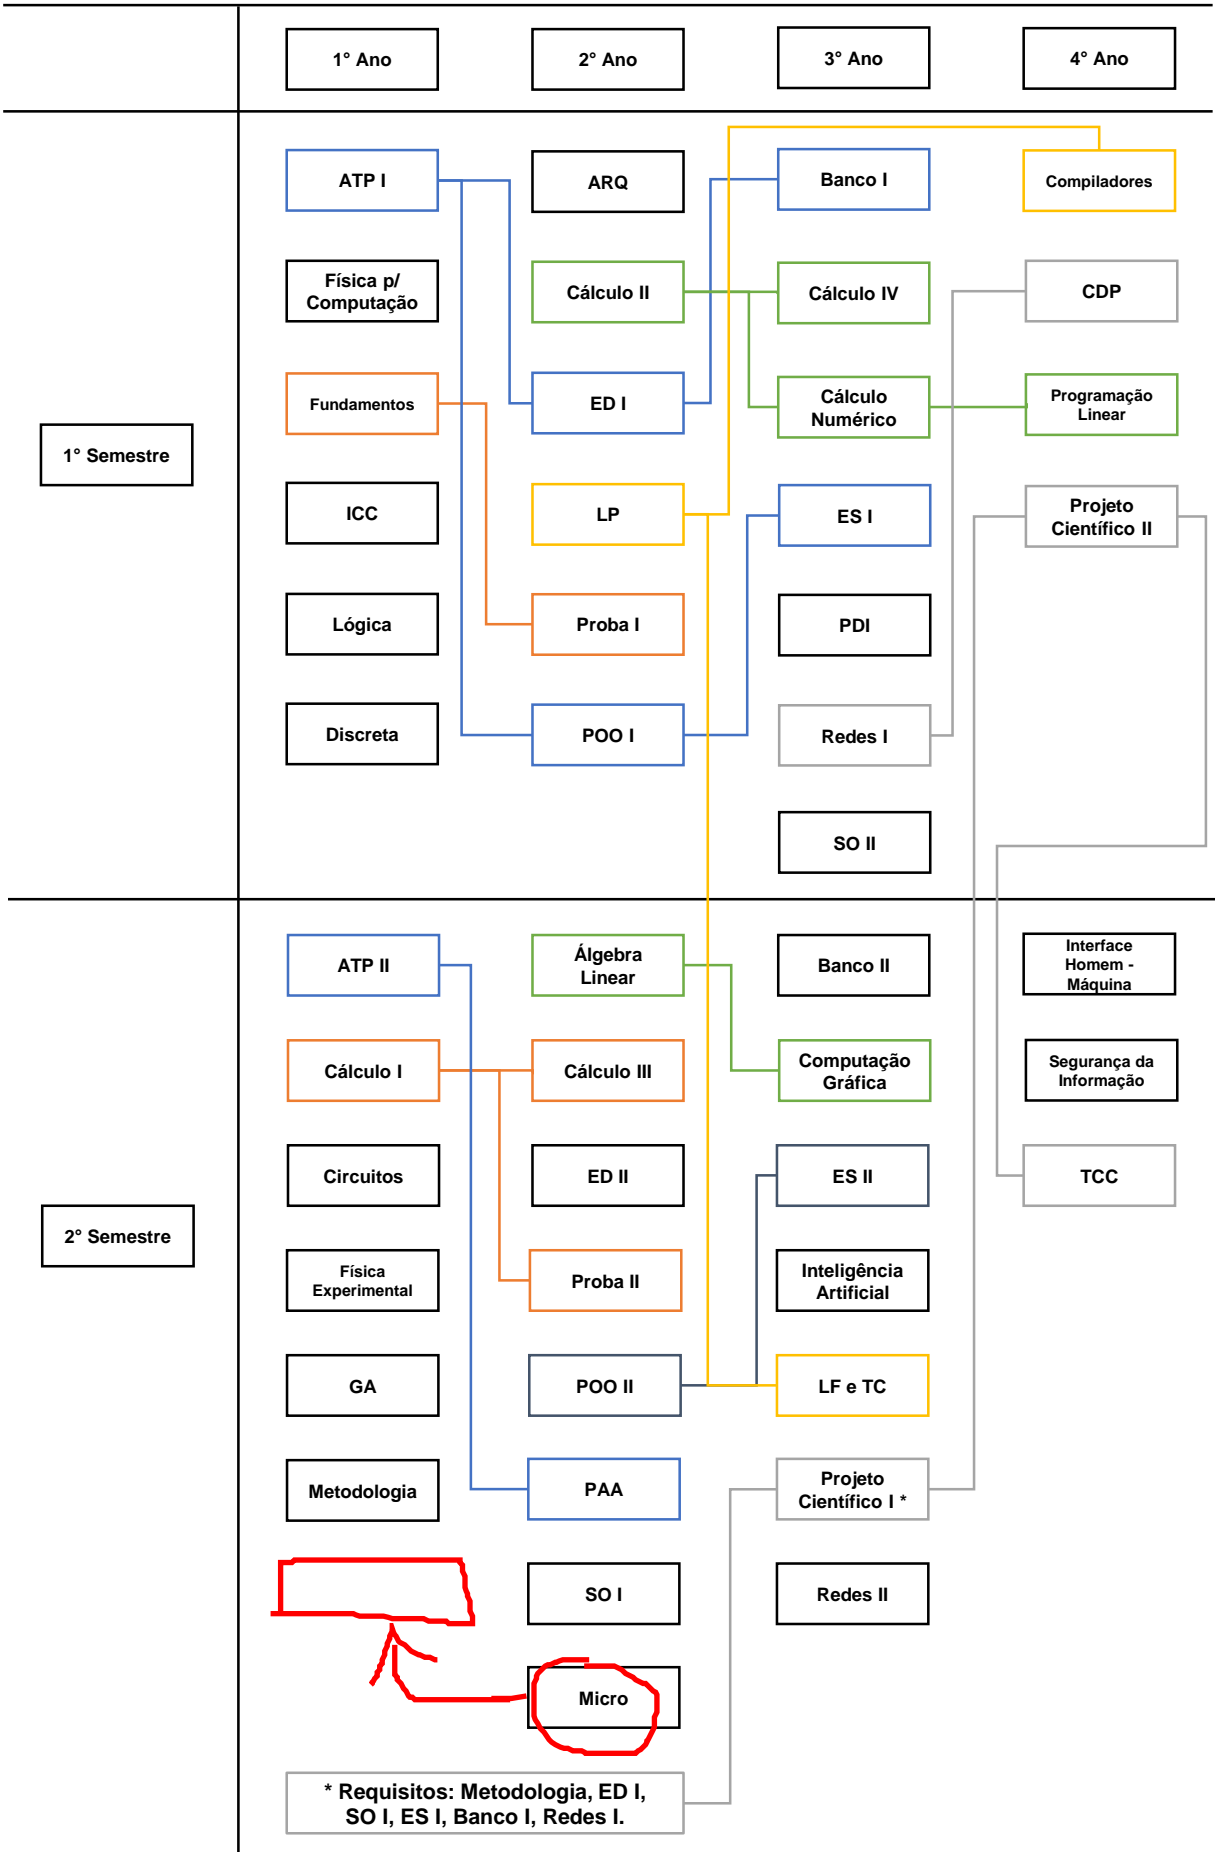 1° Ano
2° Ano
3° Ano
4° Ano
1° Semestre
ATP I
ARQ
Banco I
Compiladores
Física p/
Computação
Cálculo II
Cálculo IV
CDP
Fundamentos
ED I
Cálculo
Numérico
Programação
Linear
ICC
LP
ES I
Projeto
Científico II
Lógica
Proba I
PDI
Discreta
POO I
Redes I
SO II
2° Semestre
ATP II
Álgebra
Linear
Banco II
Interface
Homem -
Máquina
Cálculo I
Cálculo III
Computação
Gráfica
Segurança da
Informação
Circuitos
ED II
ES II
TCC
Física
Experimental
Proba II
Inteligência
Artificial
GA
POO II
LF e TC
Metodologia
PAA
Projeto
Científico I *
SO I
Redes II
Micro
* Requisitos: Metodologia, ED I,
SO I, ES I, Banco I, Redes I.